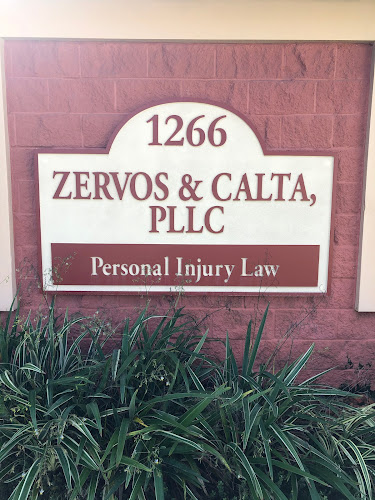 1266
ZERVOS & CALTA,
PLLC
Personal Injury Law